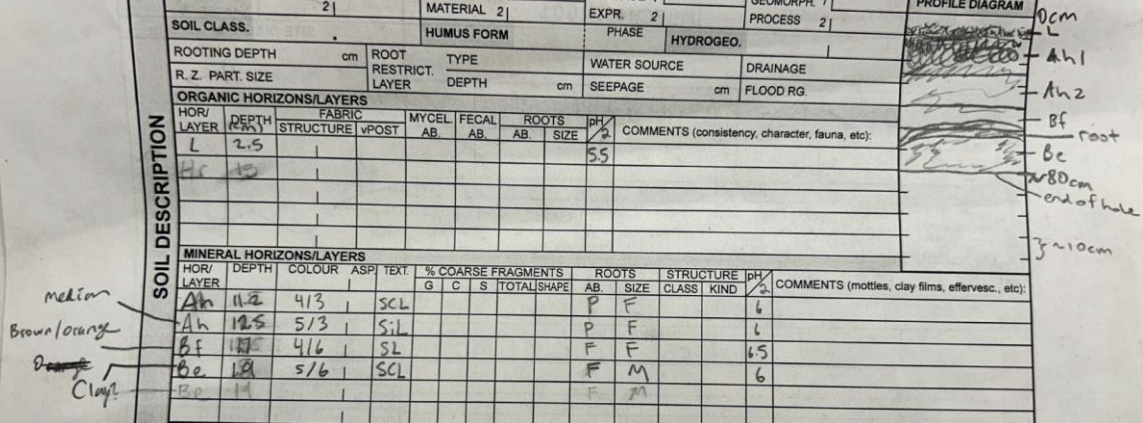 2| MATERIAL 2| EXPR. 2| GEOMORPH. PROCESS 2| PROFILE DIAGRAM
0cm
SOIL CLASS. HUMUS FORM PHASE HYDROGEO.
L
Ah1
ROOTING DEPTH cm ROOT RESTRICT. LAYER TYPE WATER SOURCE DRAINAGE
R. Z. PART. SIZE DEPTH cm SEEPAGE cm FLOOD RG.
Ah2
SOIL DESCRIPTION
ORGANIC HORIZONS/LAYERS
HOR/LAYER DEPTH (cm) FABRIC STRUCTURE vPOST MYCEL. AB. FECAL AB. ROOTS AB. SIZE pH/2 COMMENTS (consistency, character, fauna, etc):
Bf
root
L 2.5 5.5
Be
~80cm
end of hole
} ~10cm
MINERAL HORIZONS/LAYERS
HOR/LAYER DEPTH COLOUR ASP TEXT. % COARSE FRAGMENTS G C S TOTAL SHAPE ROOTS AB. SIZE STRUCTURE CLASS KIND pH/2 COMMENTS (mottles, clay films, effervesc., etc):
Ah 11.2 4/3 SCL P F 6
median
Ah 12.5 5/3 SiL P F 6
Brown/orange
Bf 4/6 SL F F 6.5
Be 19 5/6 SCL F M 6
Clay?
Be 19 F M